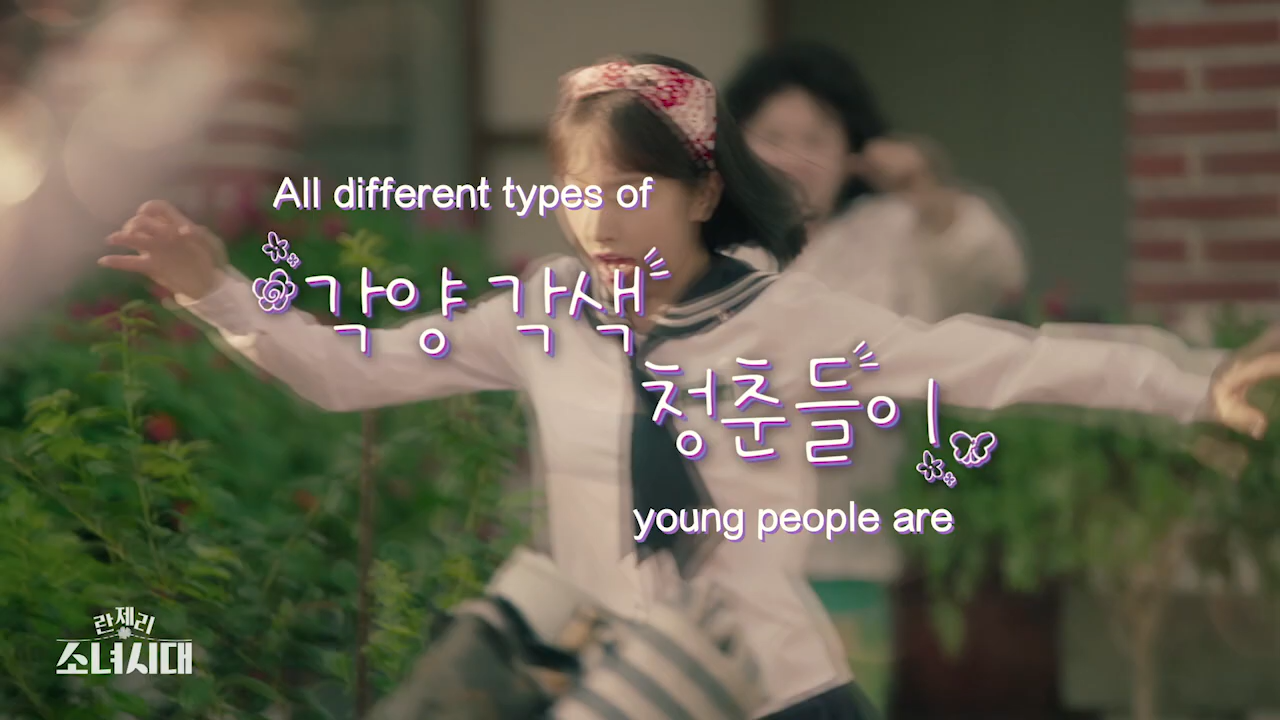 All different types of
각양각색
청춘들이
young people are
란제리
소녀시대